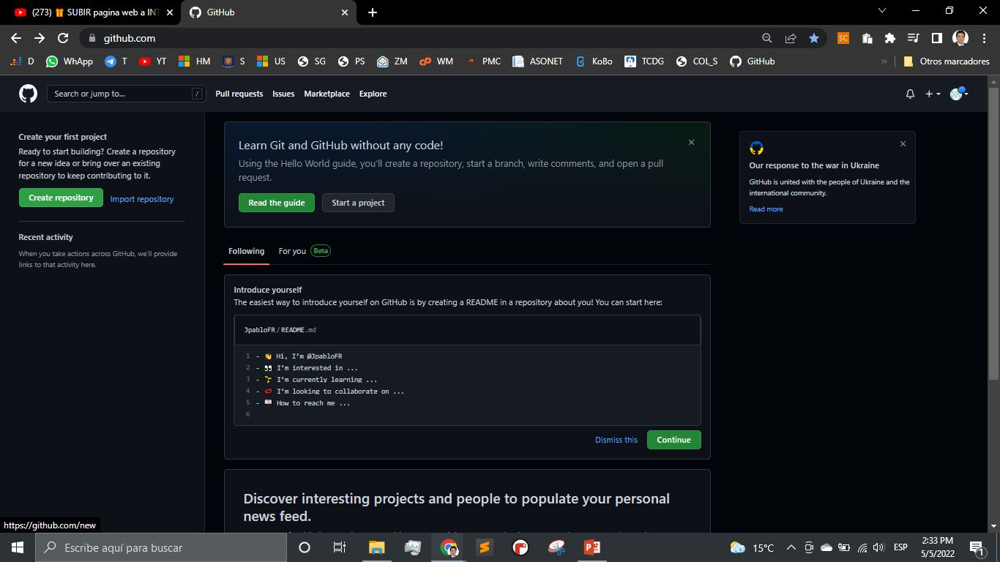 (273) 🎁 SUBIR pagina web a INT
GitHub
github.com
SC
D
WhApp
T
YT
HM
S
US
SG
PS
ZM
WM
PMC
ASONET
KoBo
TCDG
COL_S
GitHub
»
Otros marcadores
Search or jump to...
/
Pull requests
Issues
Marketplace
Explore
Create your first project
Ready to start building? Create a repository
for a new idea or bring over an existing
repository to keep contributing to it.
Create repository
Import repository
Recent activity
When you take actions across GitHub, we'll provide
links to that activity here.
Learn Git and GitHub without any code!
Using the Hello World guide, you'll create a repository, start a branch, write comments, and open a pull
request.
Read the guide
Start a project
Following
For you Beta
Introduce yourself
The easiest way to introduce yourself on GitHub is by creating a README in a repository about you! You can start here:
JpabloFR / README.md
1 - 👋 Hi, I'm @JpabloFR
2 - 👀 I'm interested in ...
3 - 🌱 I'm currently learning ...
4 - 💞️ I'm looking to collaborate on ...
5 - 📫 How to reach me ...
6
Dismiss this
Continue
Discover interesting projects and people to populate your personal
news feed.
Our response to the war in Ukraine
GitHub is united with the people of Ukraine and the
international community.
Read more
https://github.com/new
Escribe aquí para buscar
15°C
ESP
2:33 PM
5/5/2022
1